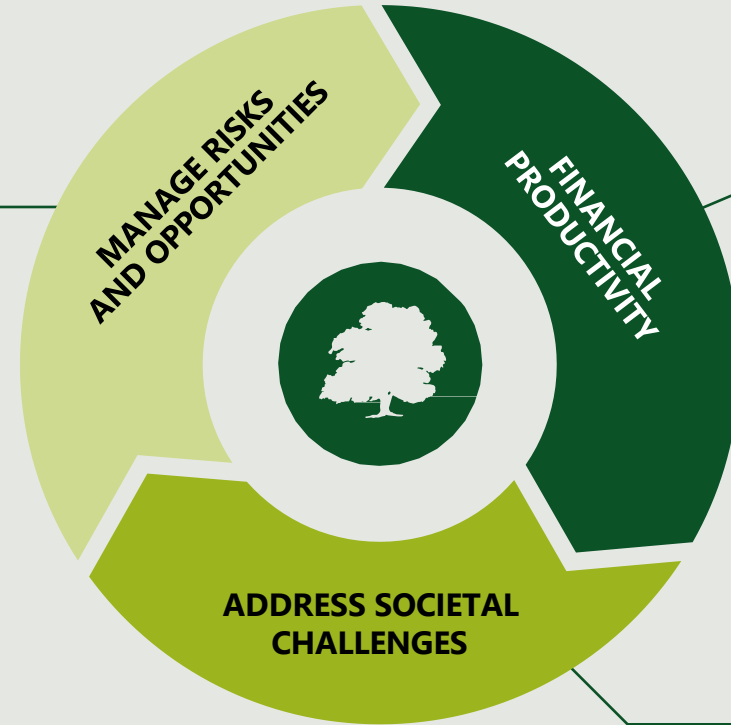 MANAGE RISKS
AND OPPORTUNITIES
FINANCIAL
PRODUCTIVITY
ADDRESS SOCIETAL
CHALLENGES